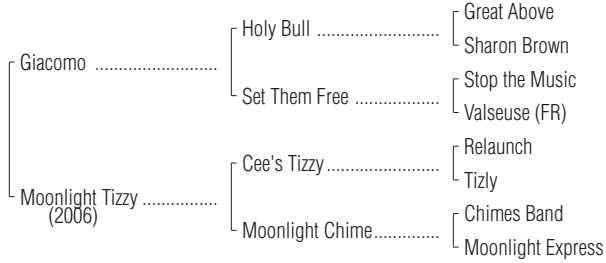 Great Above
Holy Bull ..........................
Sharon Brown
Giacomo ..........................
Stop the Music
Set Them Free ..................
Valseuse (FR)
Relaunch
Cee's Tizzy........................
Tizly
Moonlight Tizzy ................
(2006)
Chimes Band
Moonlight Chime..............
Moonlight Express